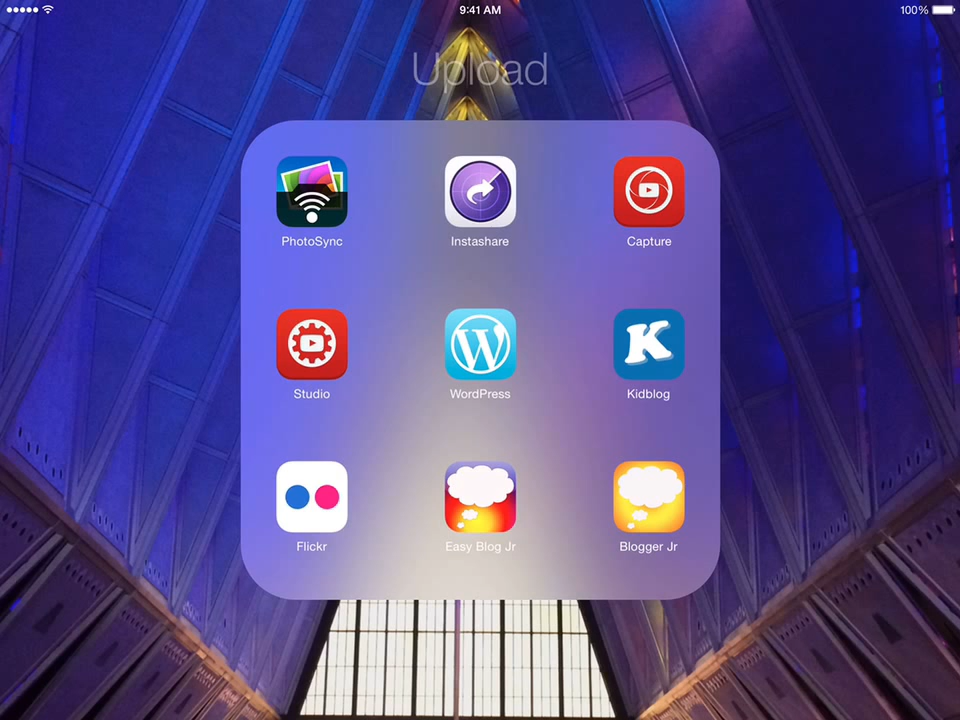 9:41 AM
100%
Upload
PhotoSync
Instashare
Capture
Studio
WordPress
Kidblog
Flickr
Easy Blog Jr
Blogger Jr